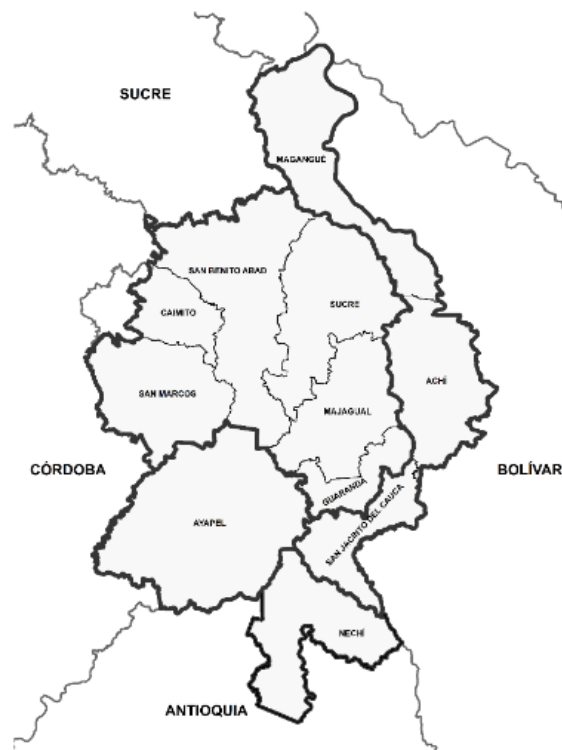 SUCRE
MAGANGUÉ
SAN BENITO ABAD
CAIMITO
SUCRE
ACHÍ
SAN MARCOS
MAJAGUAL
CÓRDOBA
BOLÍVAR
GUARANDA
AYAPEL
SAN JACINTO DEL CAUCA
NECHÍ
ANTIOQUIA